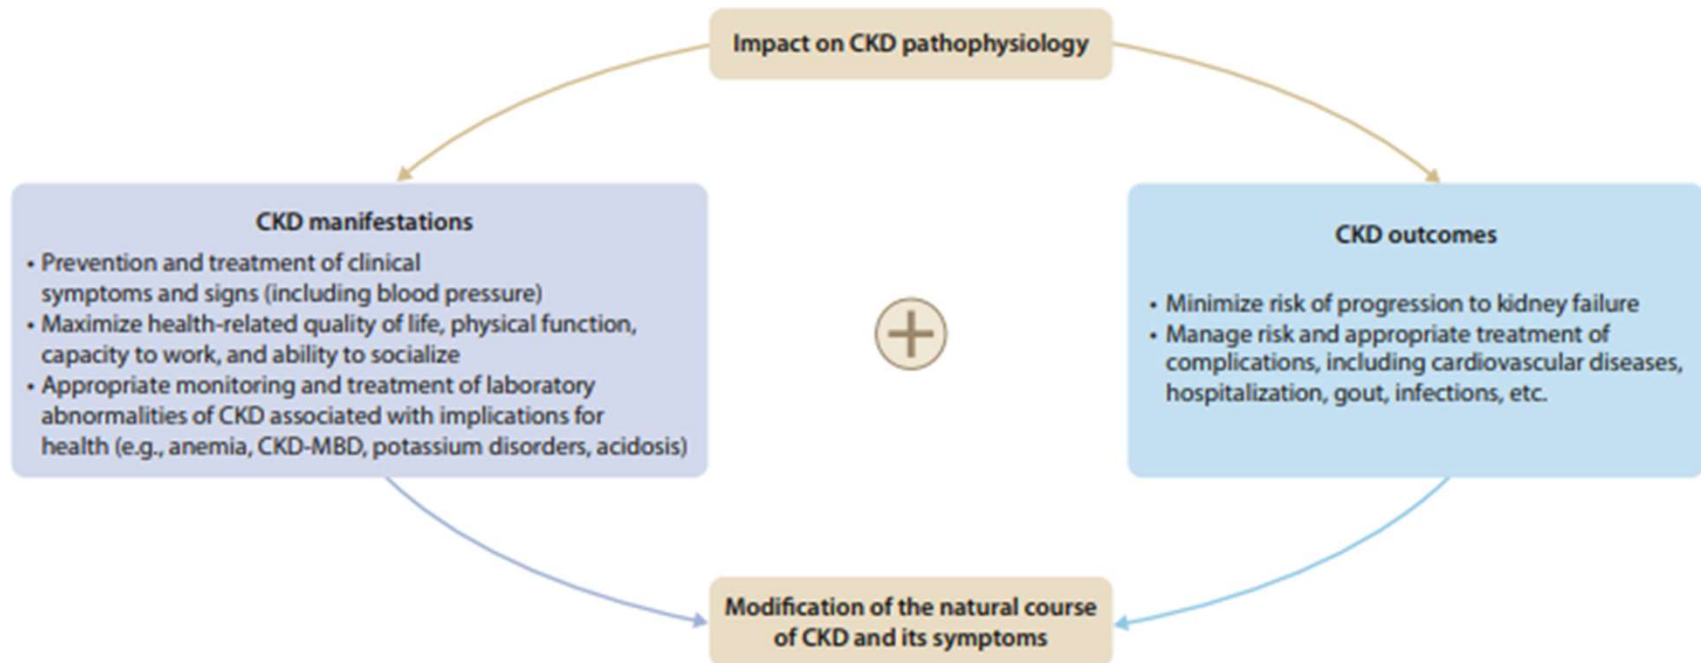 Impact on CKD pathophysiology
CKD manifestations
• Prevention and treatment of clinical
symptoms and signs (including blood pressure)
• Maximize health-related quality of life, physical function,
capacity to work, and ability to socialize
• Appropriate monitoring and treatment of laboratory
abnormalities of CKD associated with implications for
health (e.g., anemia, CKD-MBD, potassium disorders, acidosis)
CKD outcomes
• Minimize risk of progression to kidney failure
• Manage risk and appropriate treatment of
complications, including cardiovascular diseases,
hospitalization, gout, infections, etc.
Modification of the natural course
of CKD and its symptoms